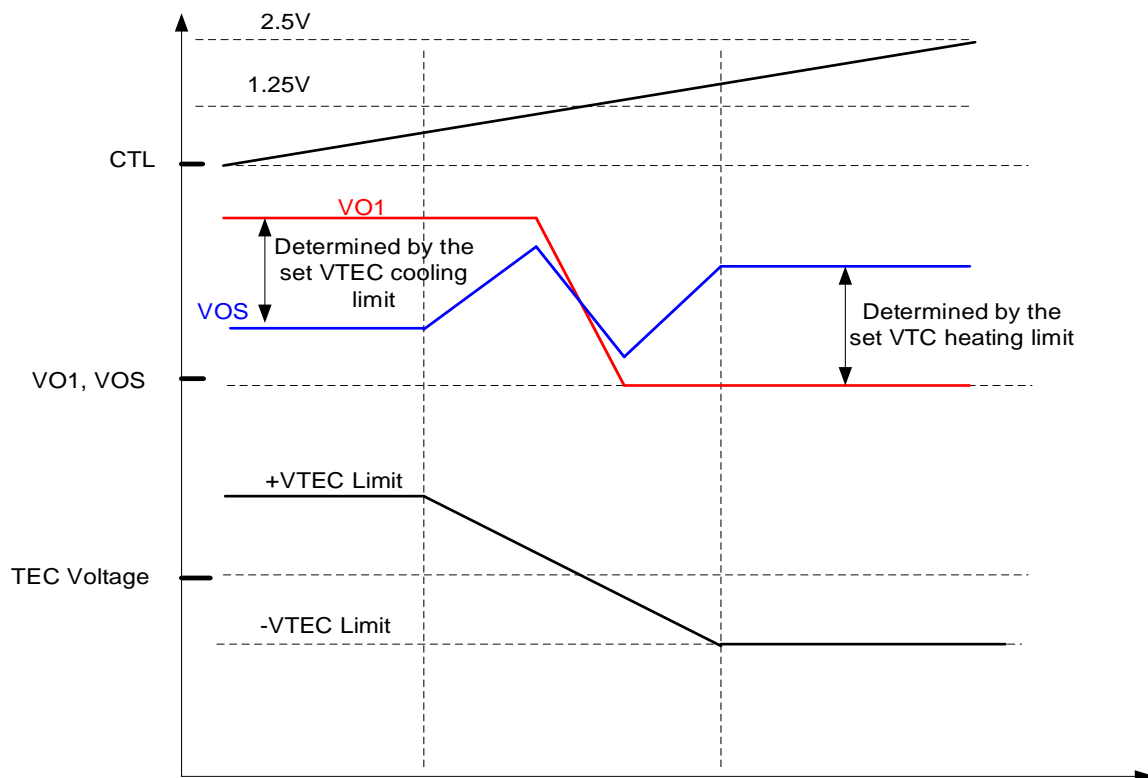 2.5V
1.25V
CTL
VO1
Determined by the
set VTEC cooling
limit
VOS
Determined by the
set VTC heating limit
VO1, VOS
+VTEC Limit
TEC Voltage
-VTEC Limit